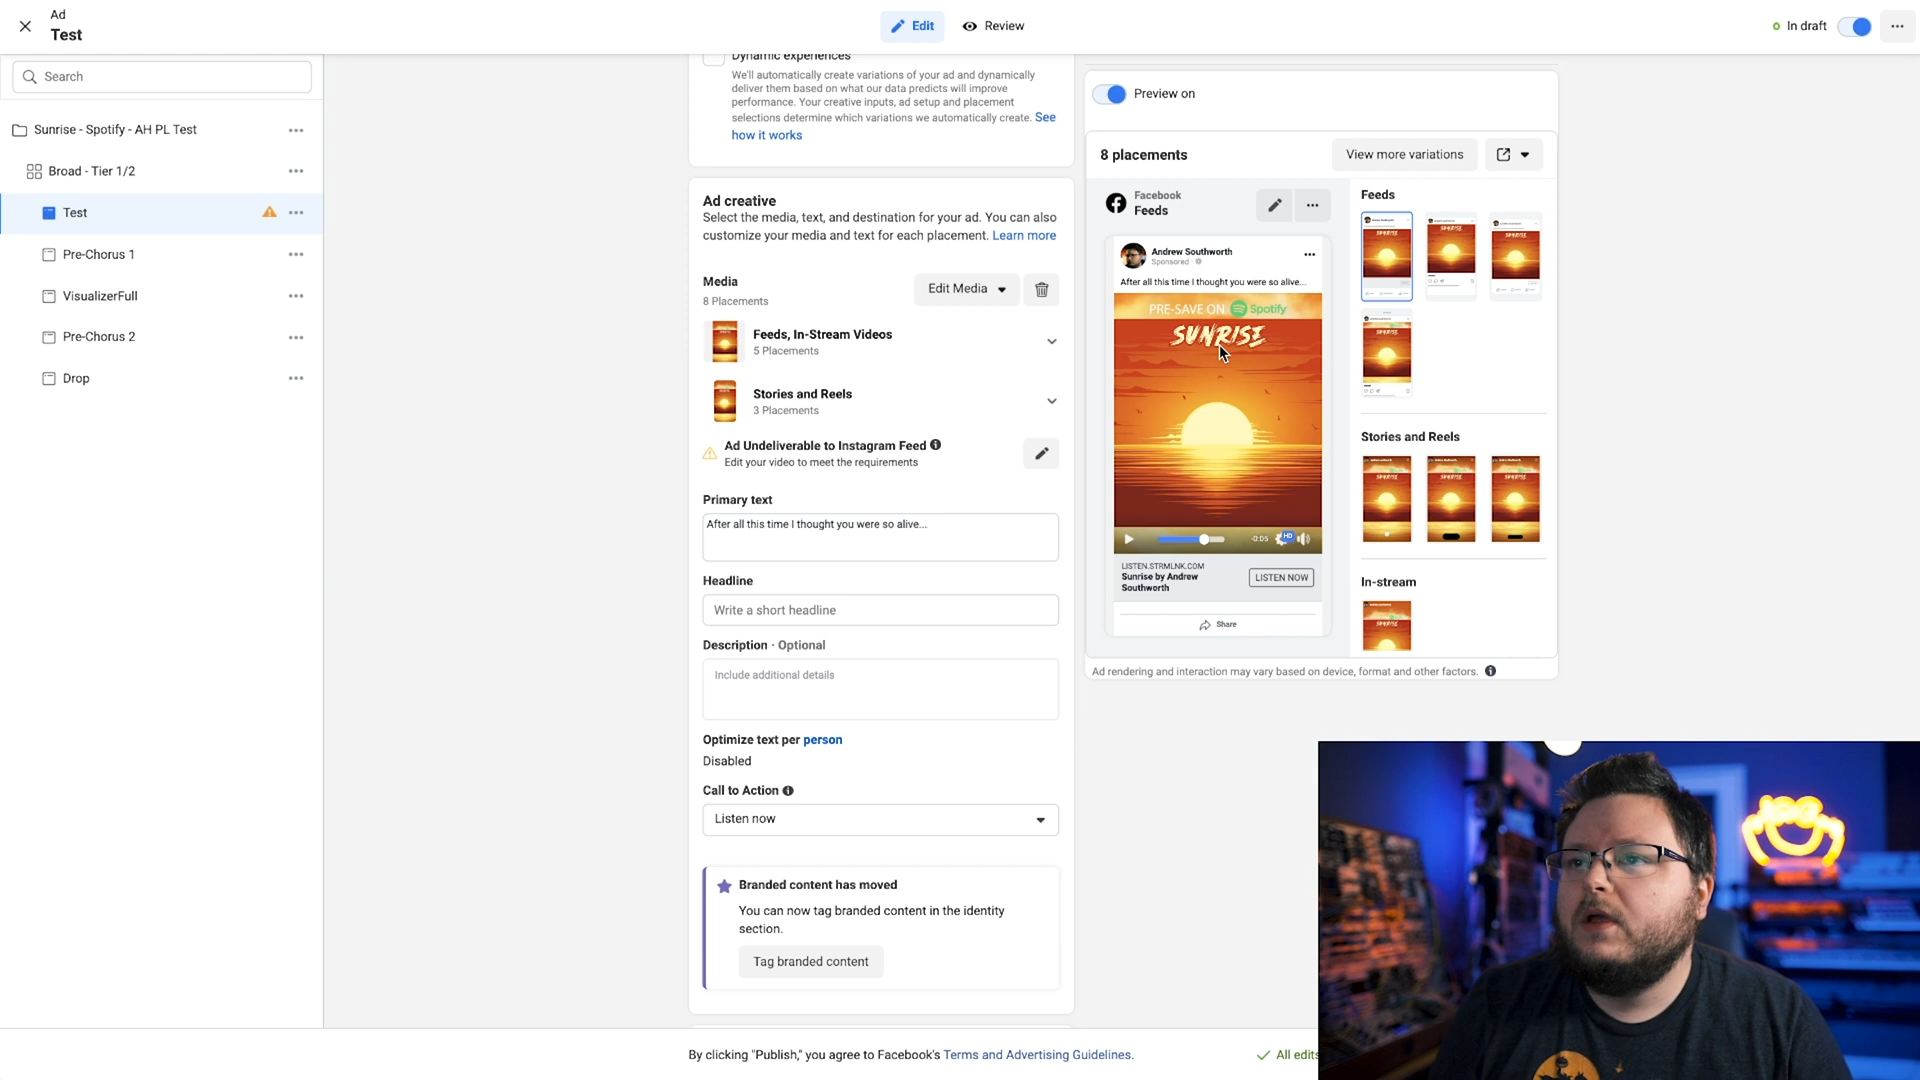 Ad
Test
Edit
Review
In draft
Search
Sunrise - Spotify - AH PL Test
Broad - Tier 1/2
Test
Pre-Chorus 1
VisualizerFull
Pre-Chorus 2
Drop
Dynamic experiences
We'll automatically create variations of your ad and dynamically
deliver them based on what our data predicts will improve
performance. Your creative inputs, ad setup and placement
selections determine which variations we automatically create. See
how it works
Ad creative
Select the media, text, and destination for your ad. You can also
customize your media and text for each placement. Learn more
Media
8 Placements
Edit Media
Feeds, In-Stream Videos
5 Placements
Stories and Reels
3 Placements
Ad Undeliverable to Instagram Feed
Edit your video to meet the requirements
Primary text
After all this time I thought you were so alive...
Headline
Write a short headline
Description · Optional
Include additional details
Optimize text per person
Disabled
Call to Action
Listen now
Branded content has moved
You can now tag branded content in the identity
section.
Tag branded content
By clicking "Publish," you agree to Facebook's Terms and Advertising Guidelines.
All edits
Preview on
8 placements
View more variations
Facebook
Feeds
Andrew Southworth
Sponsored ·
After all this time I thought you were so alive...
PRE-SAVE ON Spotify
SUNRISE
-0:05
HD
LISTEN.STRMLNK.COM
Sunrise by Andrew
Southworth
LISTEN NOW
Share
Feeds
SUNRISE
SUNRISE
SUNRISE
Stories and Reels
SUNRISE
SUNRISE
SUNRISE
In-stream
SUNRISE
Ad rendering and interaction may vary based on device, format and other factors.